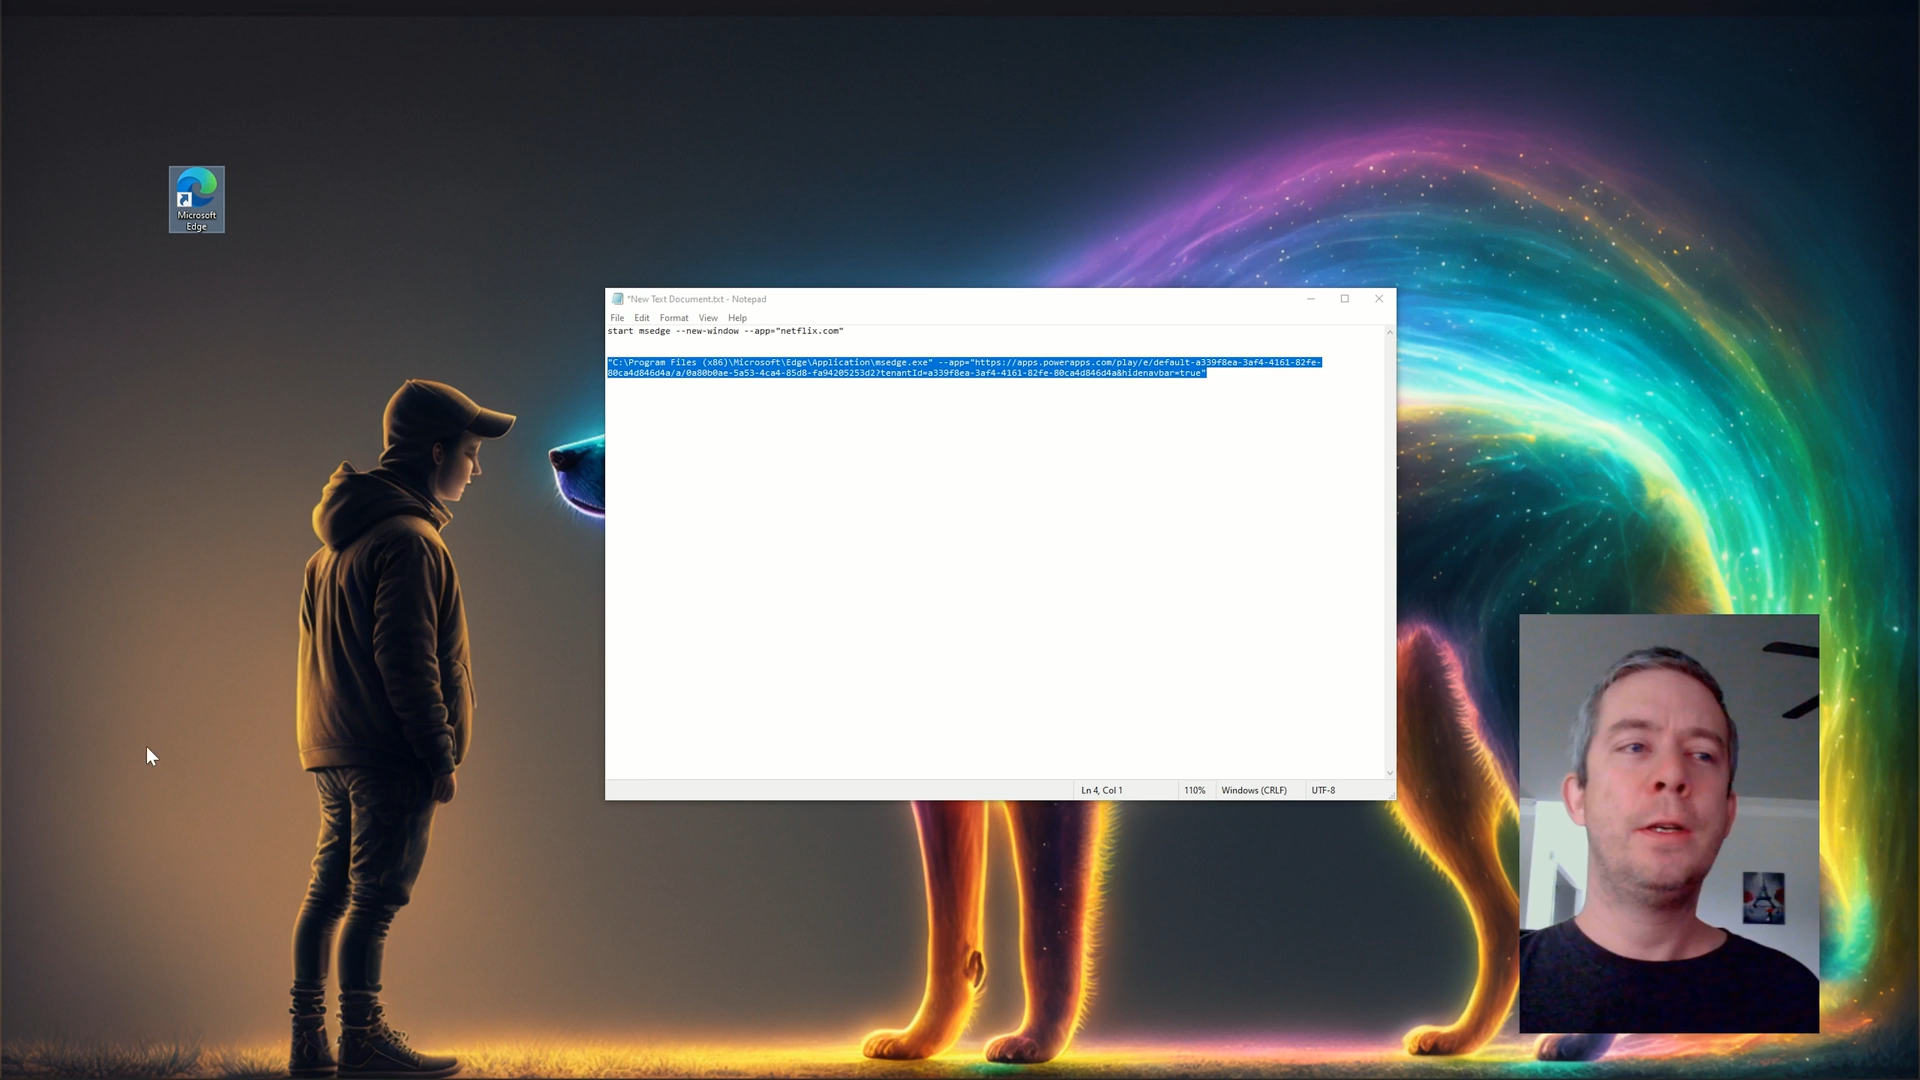 Microsoft
Edge
*New Text Document.txt - Notepad
File Edit Format View Help
start msedge --new-window --app="netflix.com"
"C:\Program Files (x86)\Microsoft\Edge\Application\msedge.exe" --app="https://apps.powerapps.com/play/e/default-a339f8ea-3af4-4161-82fe-
80ca4d846d4a/a/0a80b0ae-5a53-4ca4-85d8-fa94205253d2?tenantId=a339f8ea-3af4-4161-82fe-80ca4d846d4a&hidenavbar=true"
Ln 4, Col 1 110% Windows (CRLF) UTF-8